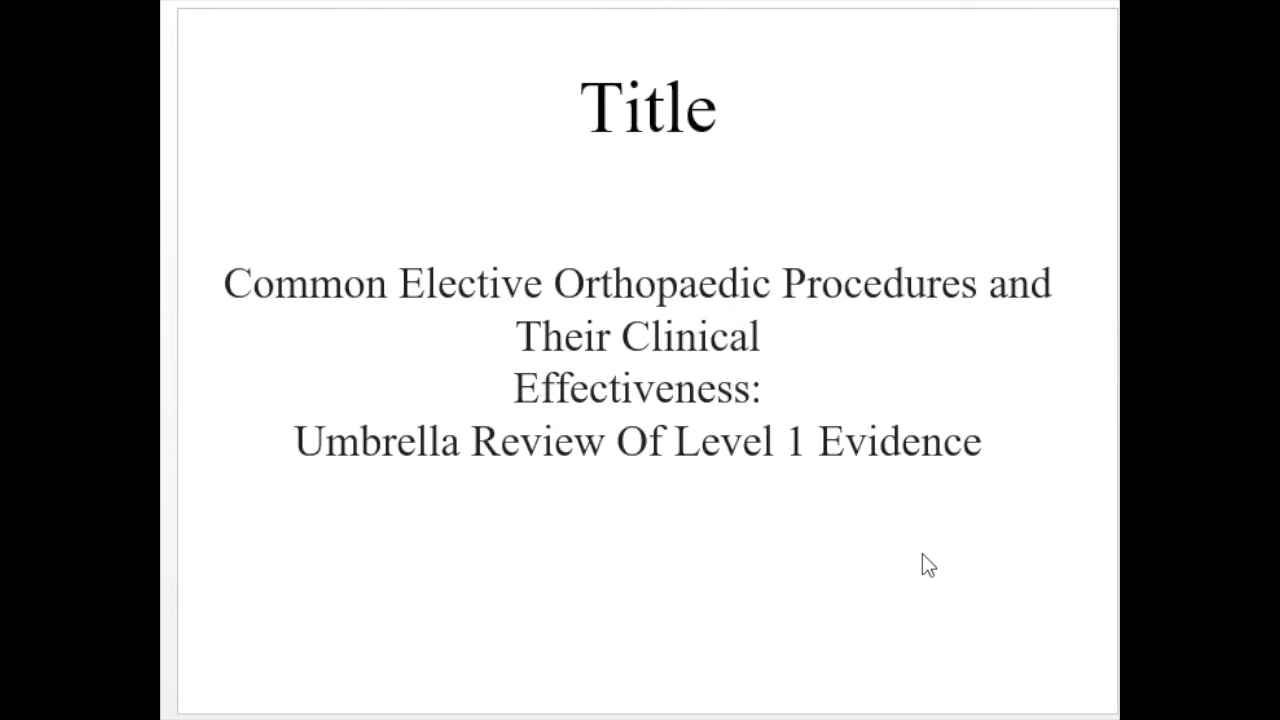 Title
Common Elective Orthopaedic Procedures and
Their Clinical
Effectiveness:
Umbrella Review Of Level 1 Evidence